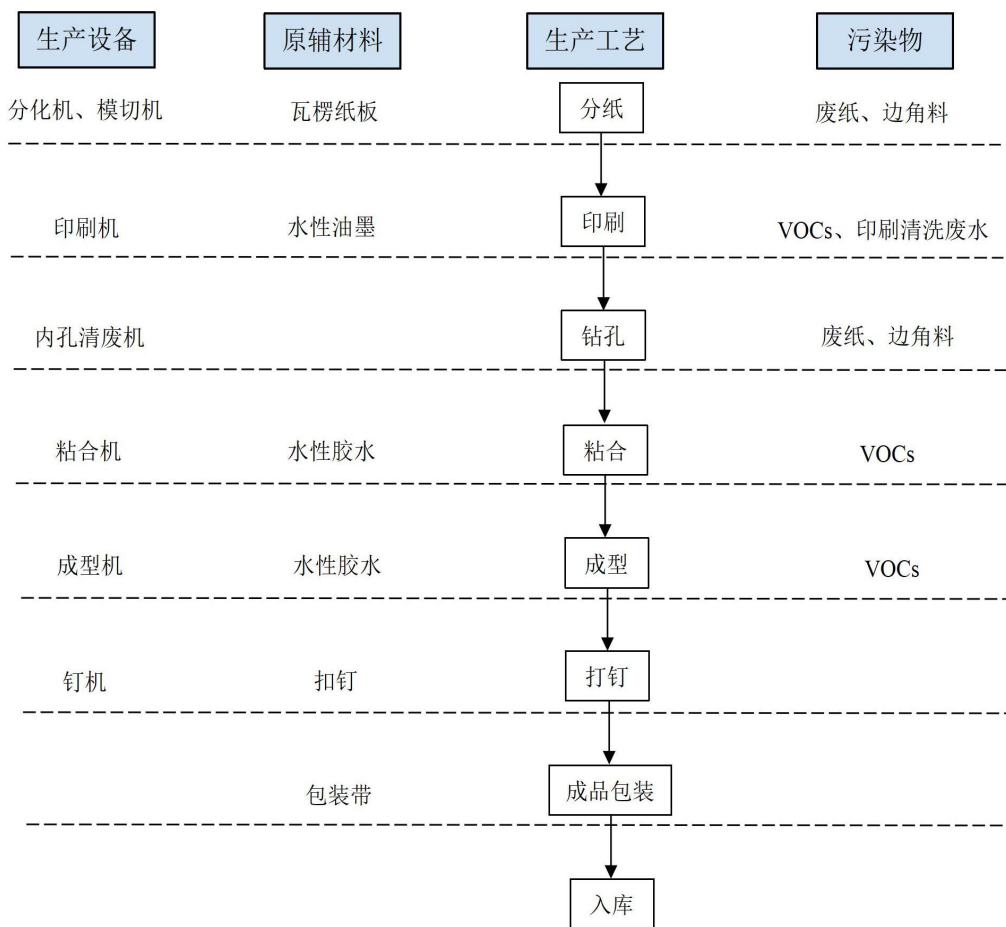 生产设备 原辅材料 生产工艺 污染物
分化机、模切机 瓦楞纸板 分纸 废纸、边角料
印刷机 水性油墨 印刷 VOCs、印刷清洗废水
内孔清废机 钻孔 废纸、边角料
粘合机 水性胶水 粘合 VOCs
成型机 水性胶水 成型 VOCs
钉机 扣钉 打钉
包装带 成品包装
入库